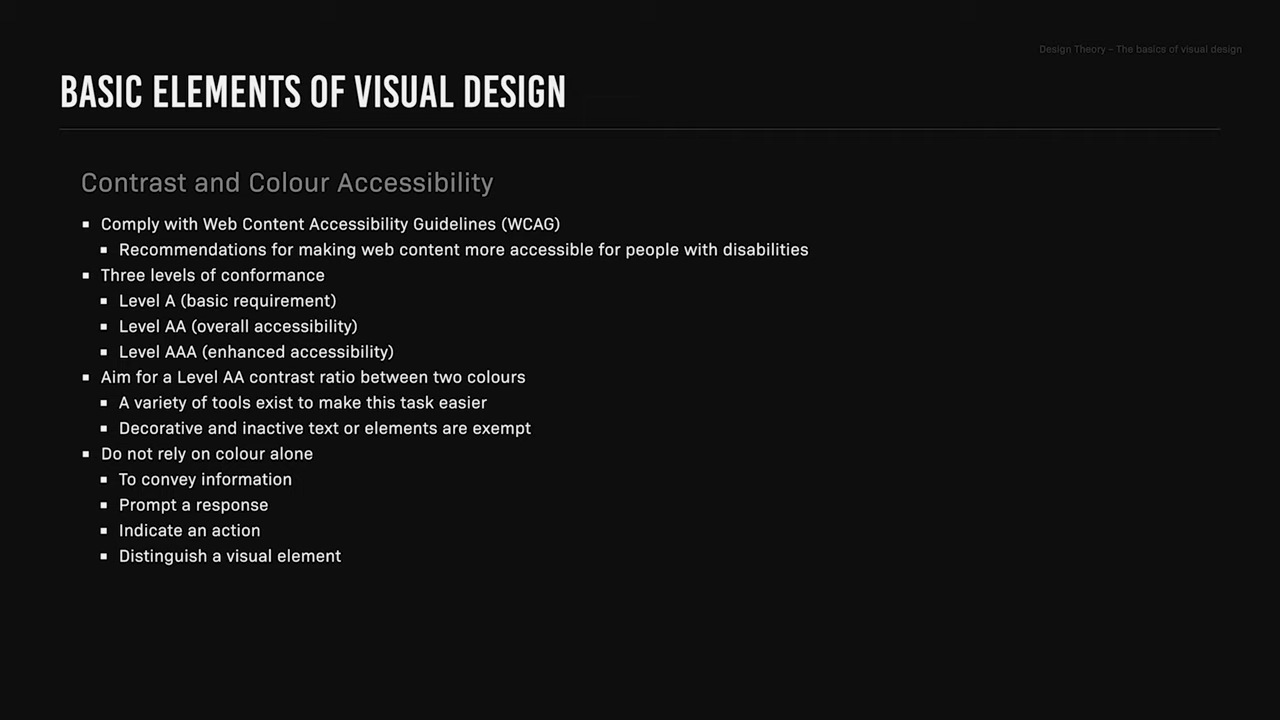 Design Theory – The basics of visual design
BASIC ELEMENTS OF VISUAL DESIGN
Contrast and Colour Accessibility
▪ Comply with Web Content Accessibility Guidelines (WCAG)
▪ Recommendations for making web content more accessible for people with disabilities
▪ Three levels of conformance
▪ Level A (basic requirement)
▪ Level AA (overall accessibility)
▪ Level AAA (enhanced accessibility)
▪ Aim for a Level AA contrast ratio between two colours
▪ A variety of tools exist to make this task easier
▪ Decorative and inactive text or elements are exempt
▪ Do not rely on colour alone
▪ To convey information
▪ Prompt a response
▪ Indicate an action
▪ Distinguish a visual element